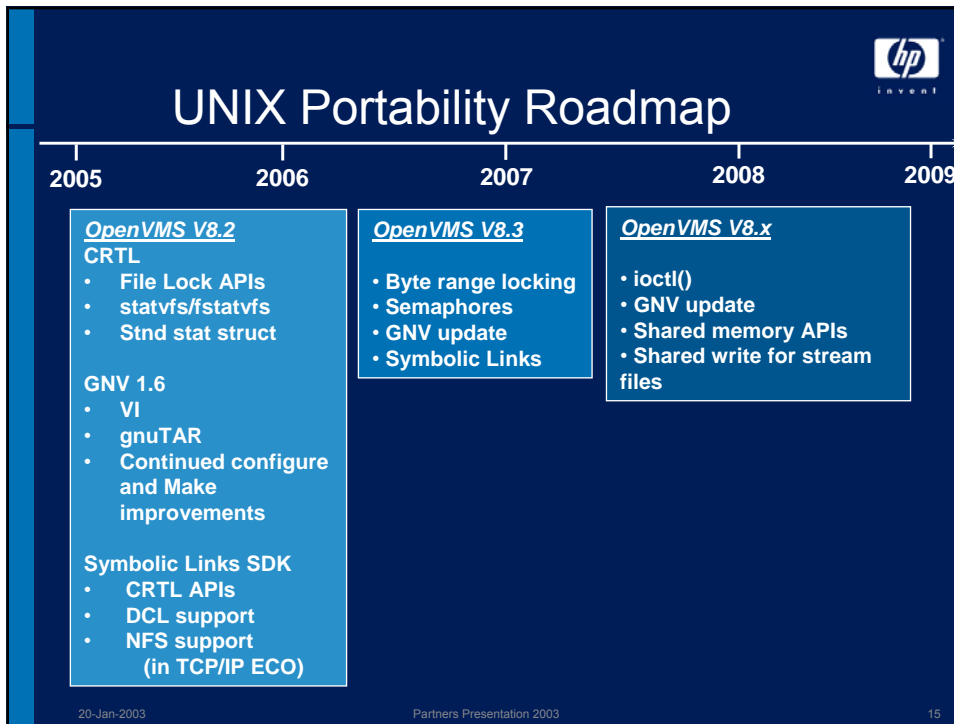 hp
invent
UNIX Portability Roadmap
2005
2006
2007
2008
2009
OpenVMS V8.2
CRTL
• File Lock APIs
• statvfs/fstatvfs
• Stnd stat struct
GNV 1.6
• VI
• gnuTAR
• Continued configure
and Make
improvements
Symbolic Links SDK
• CRTL APIs
• DCL support
• NFS support
(in TCP/IP ECO)
OpenVMS V8.3
• Byte range locking
• Semaphores
• GNV update
• Symbolic Links
OpenVMS V8.x
• ioctl()
• GNV update
• Shared memory APIs
• Shared write for stream
files
20-Jan-2003
Partners Presentation 2003
15